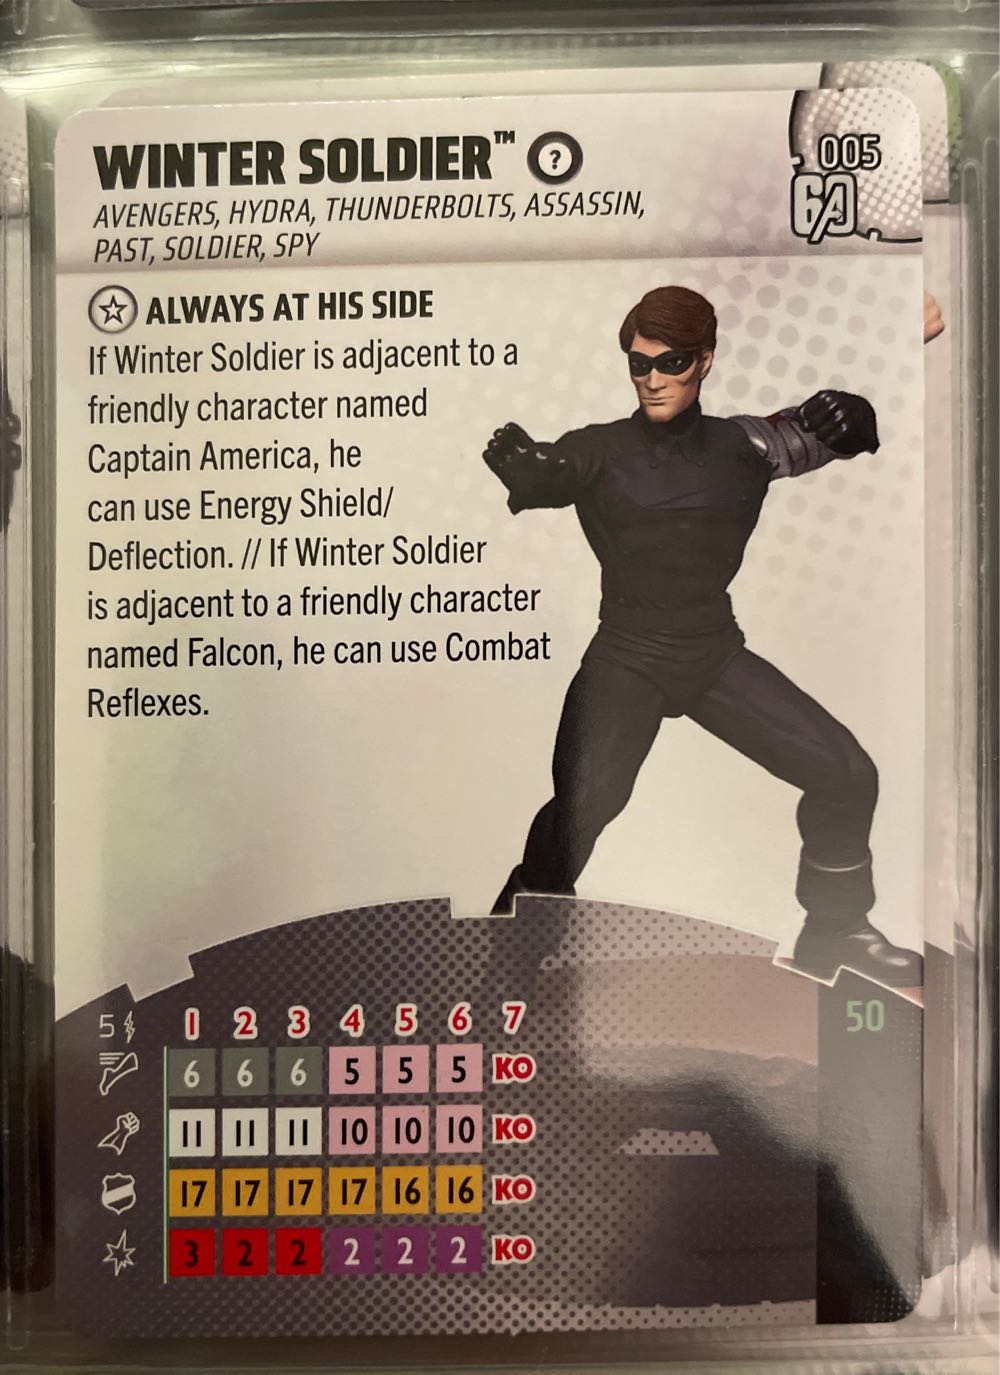 WINTER SOLDIER™ ?
005
AVENGERS, HYDRA, THUNDERBOLTS, ASSASSIN,
PAST, SOLDIER, SPY
ALWAYS AT HIS SIDE
If Winter Soldier is adjacent to a
friendly character named
Captain America, he
can use Energy Shield/
Deflection. // If Winter Soldier
is adjacent to a friendly character
named Falcon, he can use Combat
Reflexes.
50
5 1 2 3 4 5 6 7
6 6 6 5 5 5 KO
11 11 11 10 10 10 KO
17 17 17 17 16 16 KO
3 2 2 2 2 2 KO